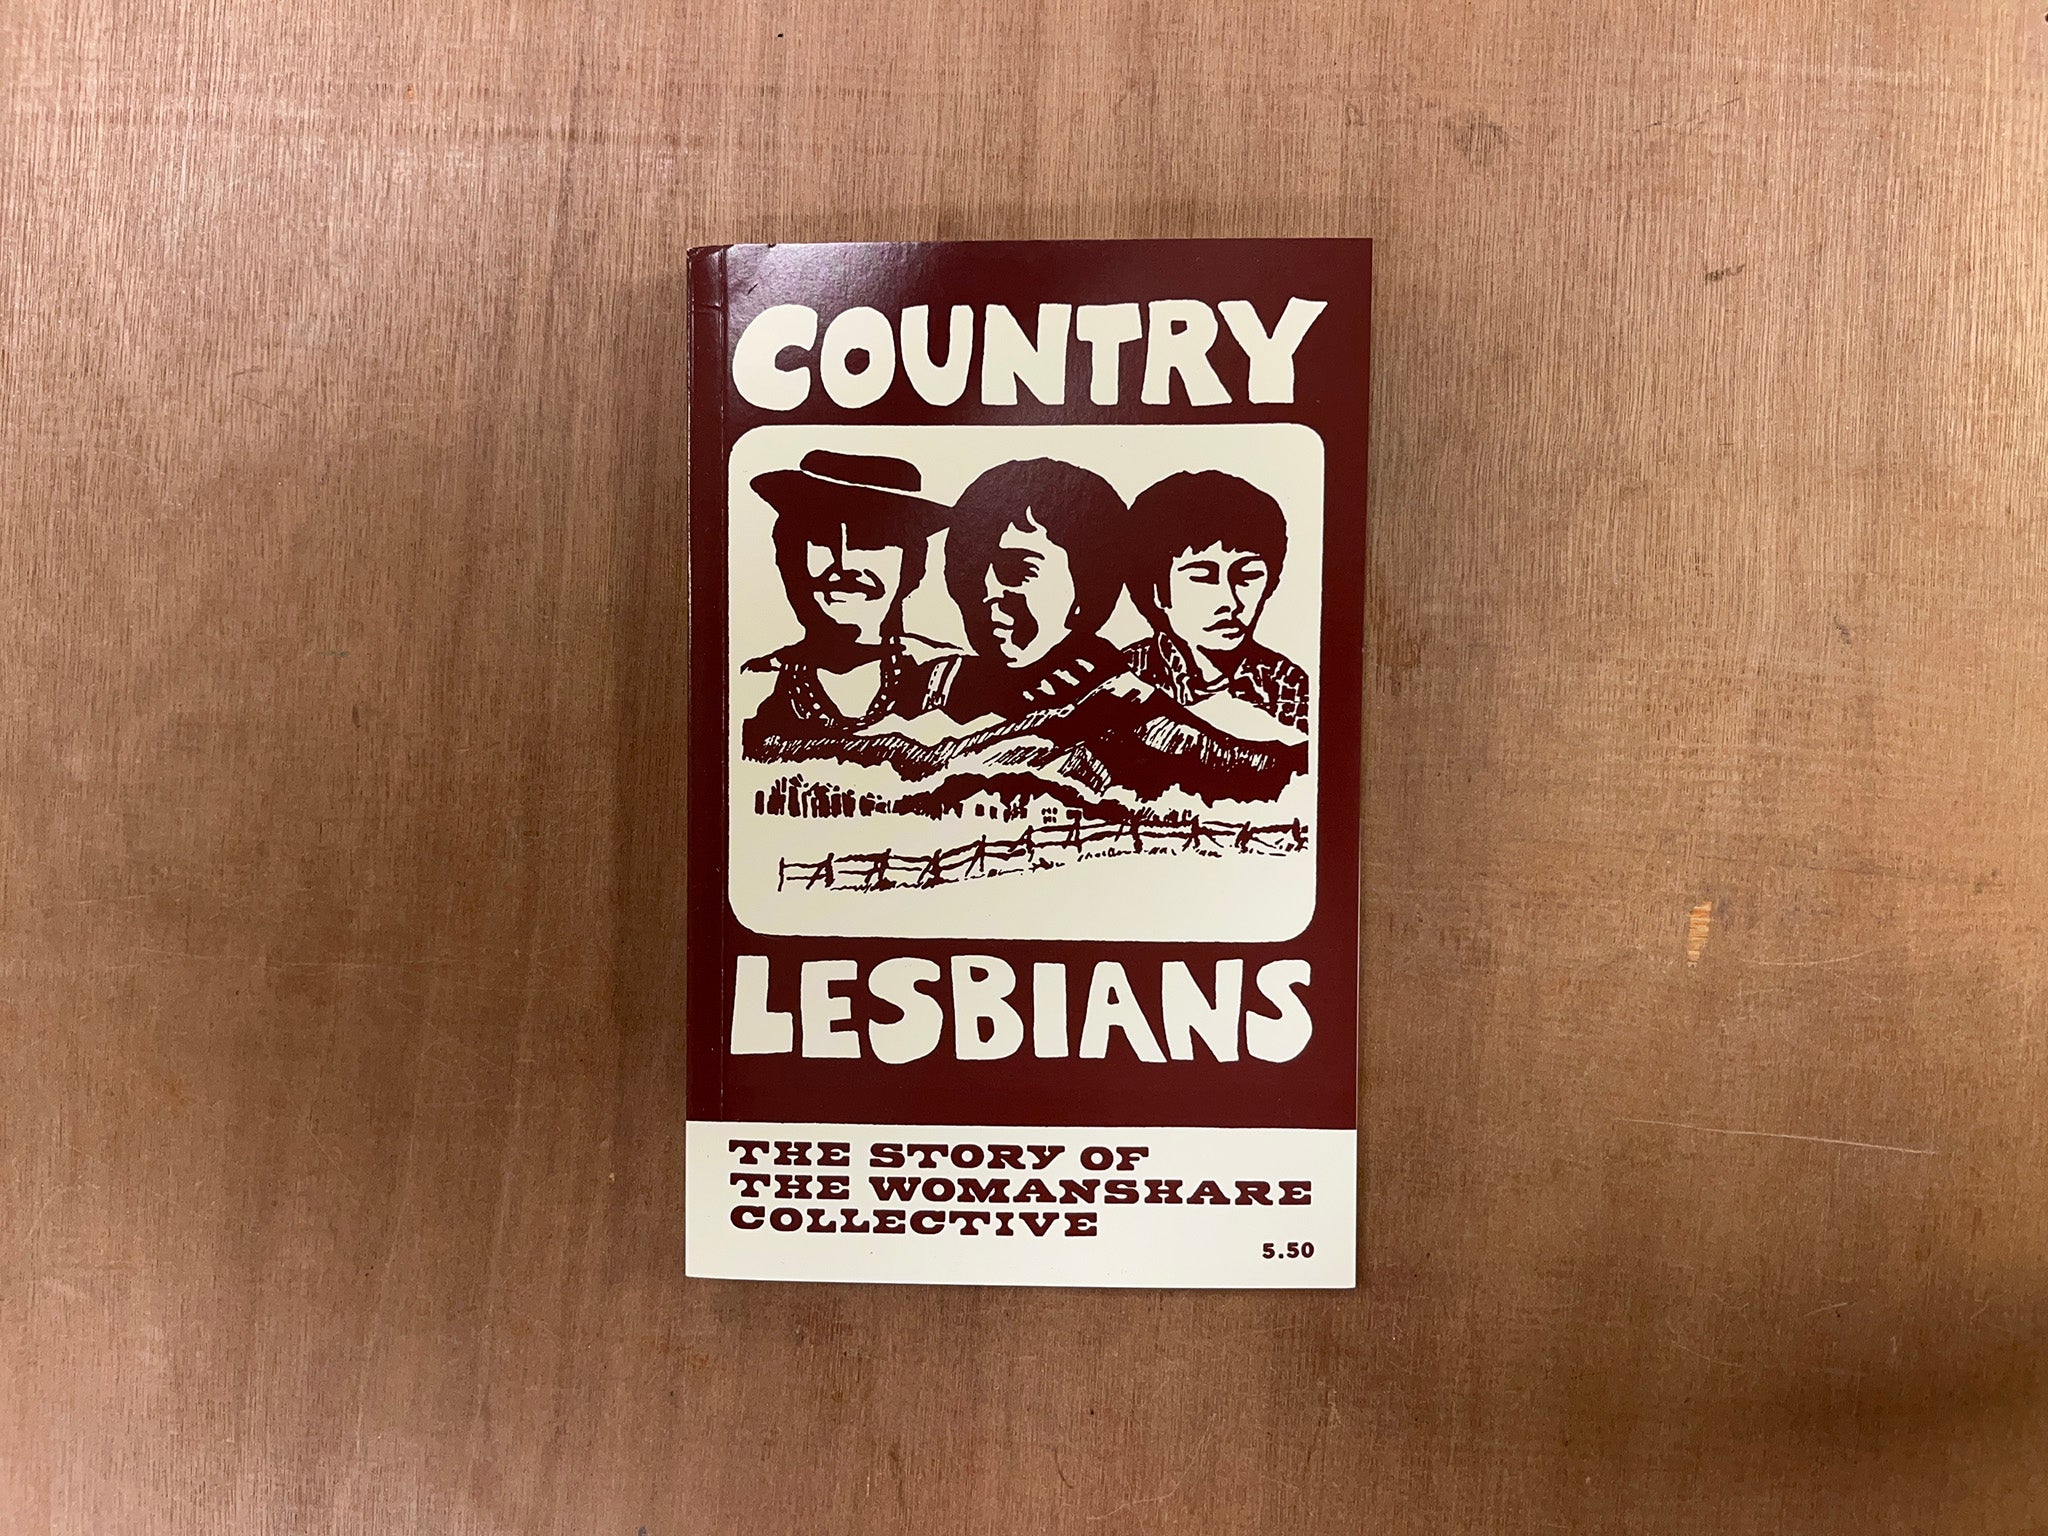 COUNTRY
LESBIANS
THE STORY OF
THE WOMANSHARE
COLLECTIVE
5.50